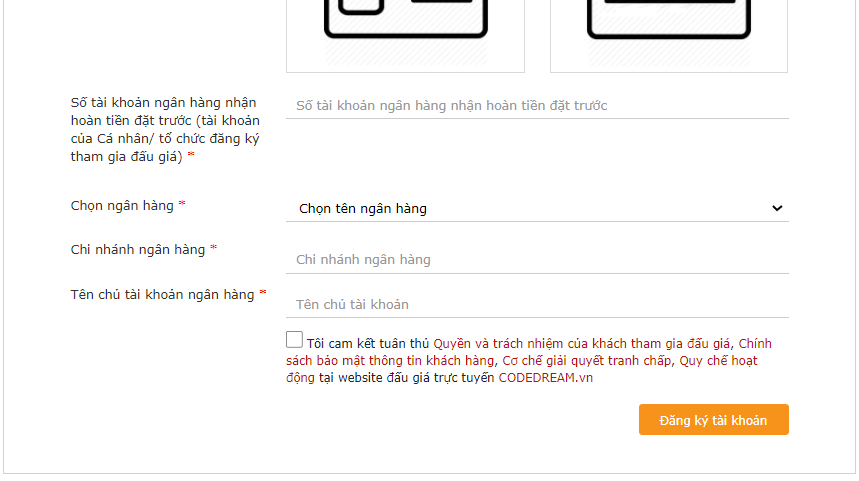 Số tài khoản ngân hàng nhận
hoàn tiền đặt trước (tài khoản
của Cá nhân/ tổ chức đăng ký
tham gia đấu giá) *
Số tài khoản ngân hàng nhận hoàn tiền đặt trước
Chọn ngân hàng *
Chọn tên ngân hàng
Chi nhánh ngân hàng *
Chi nhánh ngân hàng
Tên chủ tài khoản ngân hàng *
Tên chủ tài khoản
Tôi cam kết tuân thủ Quyền và trách nhiệm của khách tham gia đấu giá, Chính
sách bảo mật thông tin khách hàng, Cơ chế giải quyết tranh chấp, Quy chế hoạt
động tại website đấu giá trực tuyến CODEDREAM.vn
Đăng ký tài khoản